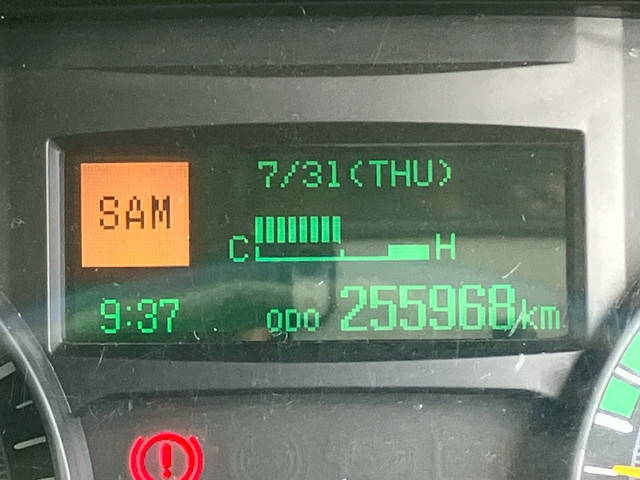 7/31(THU)
SAM
C H
9:37 ODO 255968km